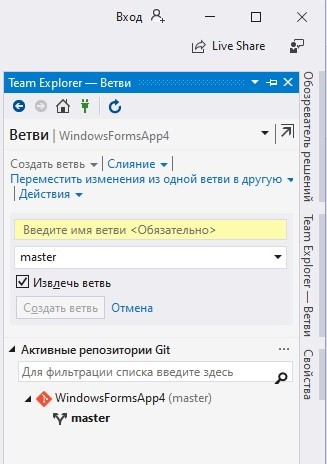 Вход
Live Share
Team Explorer — Ветви
Ветви | WindowsFormsApp4
Создать ветвь | Слияние |
Переместить изменения из одной ветви в другую
Действия |
Введите имя ветви <Обязательно>
master
Извлечь ветвь
Создать ветвь Отмена
Активные репозитории Git ...
Для фильтрации списка введите здесь
WindowsFormsApp4 (master)
master
Обозреватель решений
Team Explorer — Ветви
Свойства